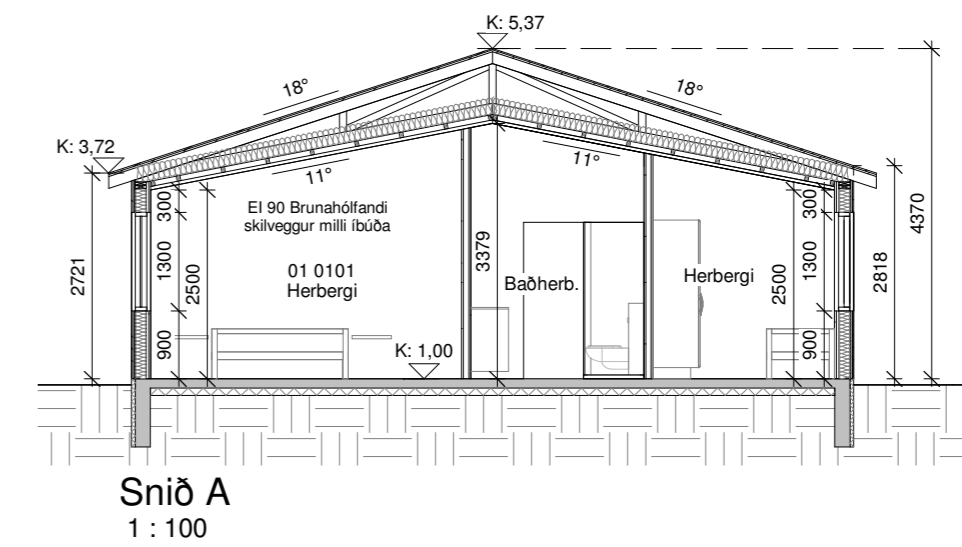 K: 5,37
18°
18°
K: 3,72
11°
11°
EI 90 Brunahólfandi
skilveggur milli íbúða
01 0101
Herbergi
Baðherb.
Herbergi
K: 1,00
2721
300
1300
900
2500
3379
2500
300
1300
900
2818
4370
Snið A
1 : 100